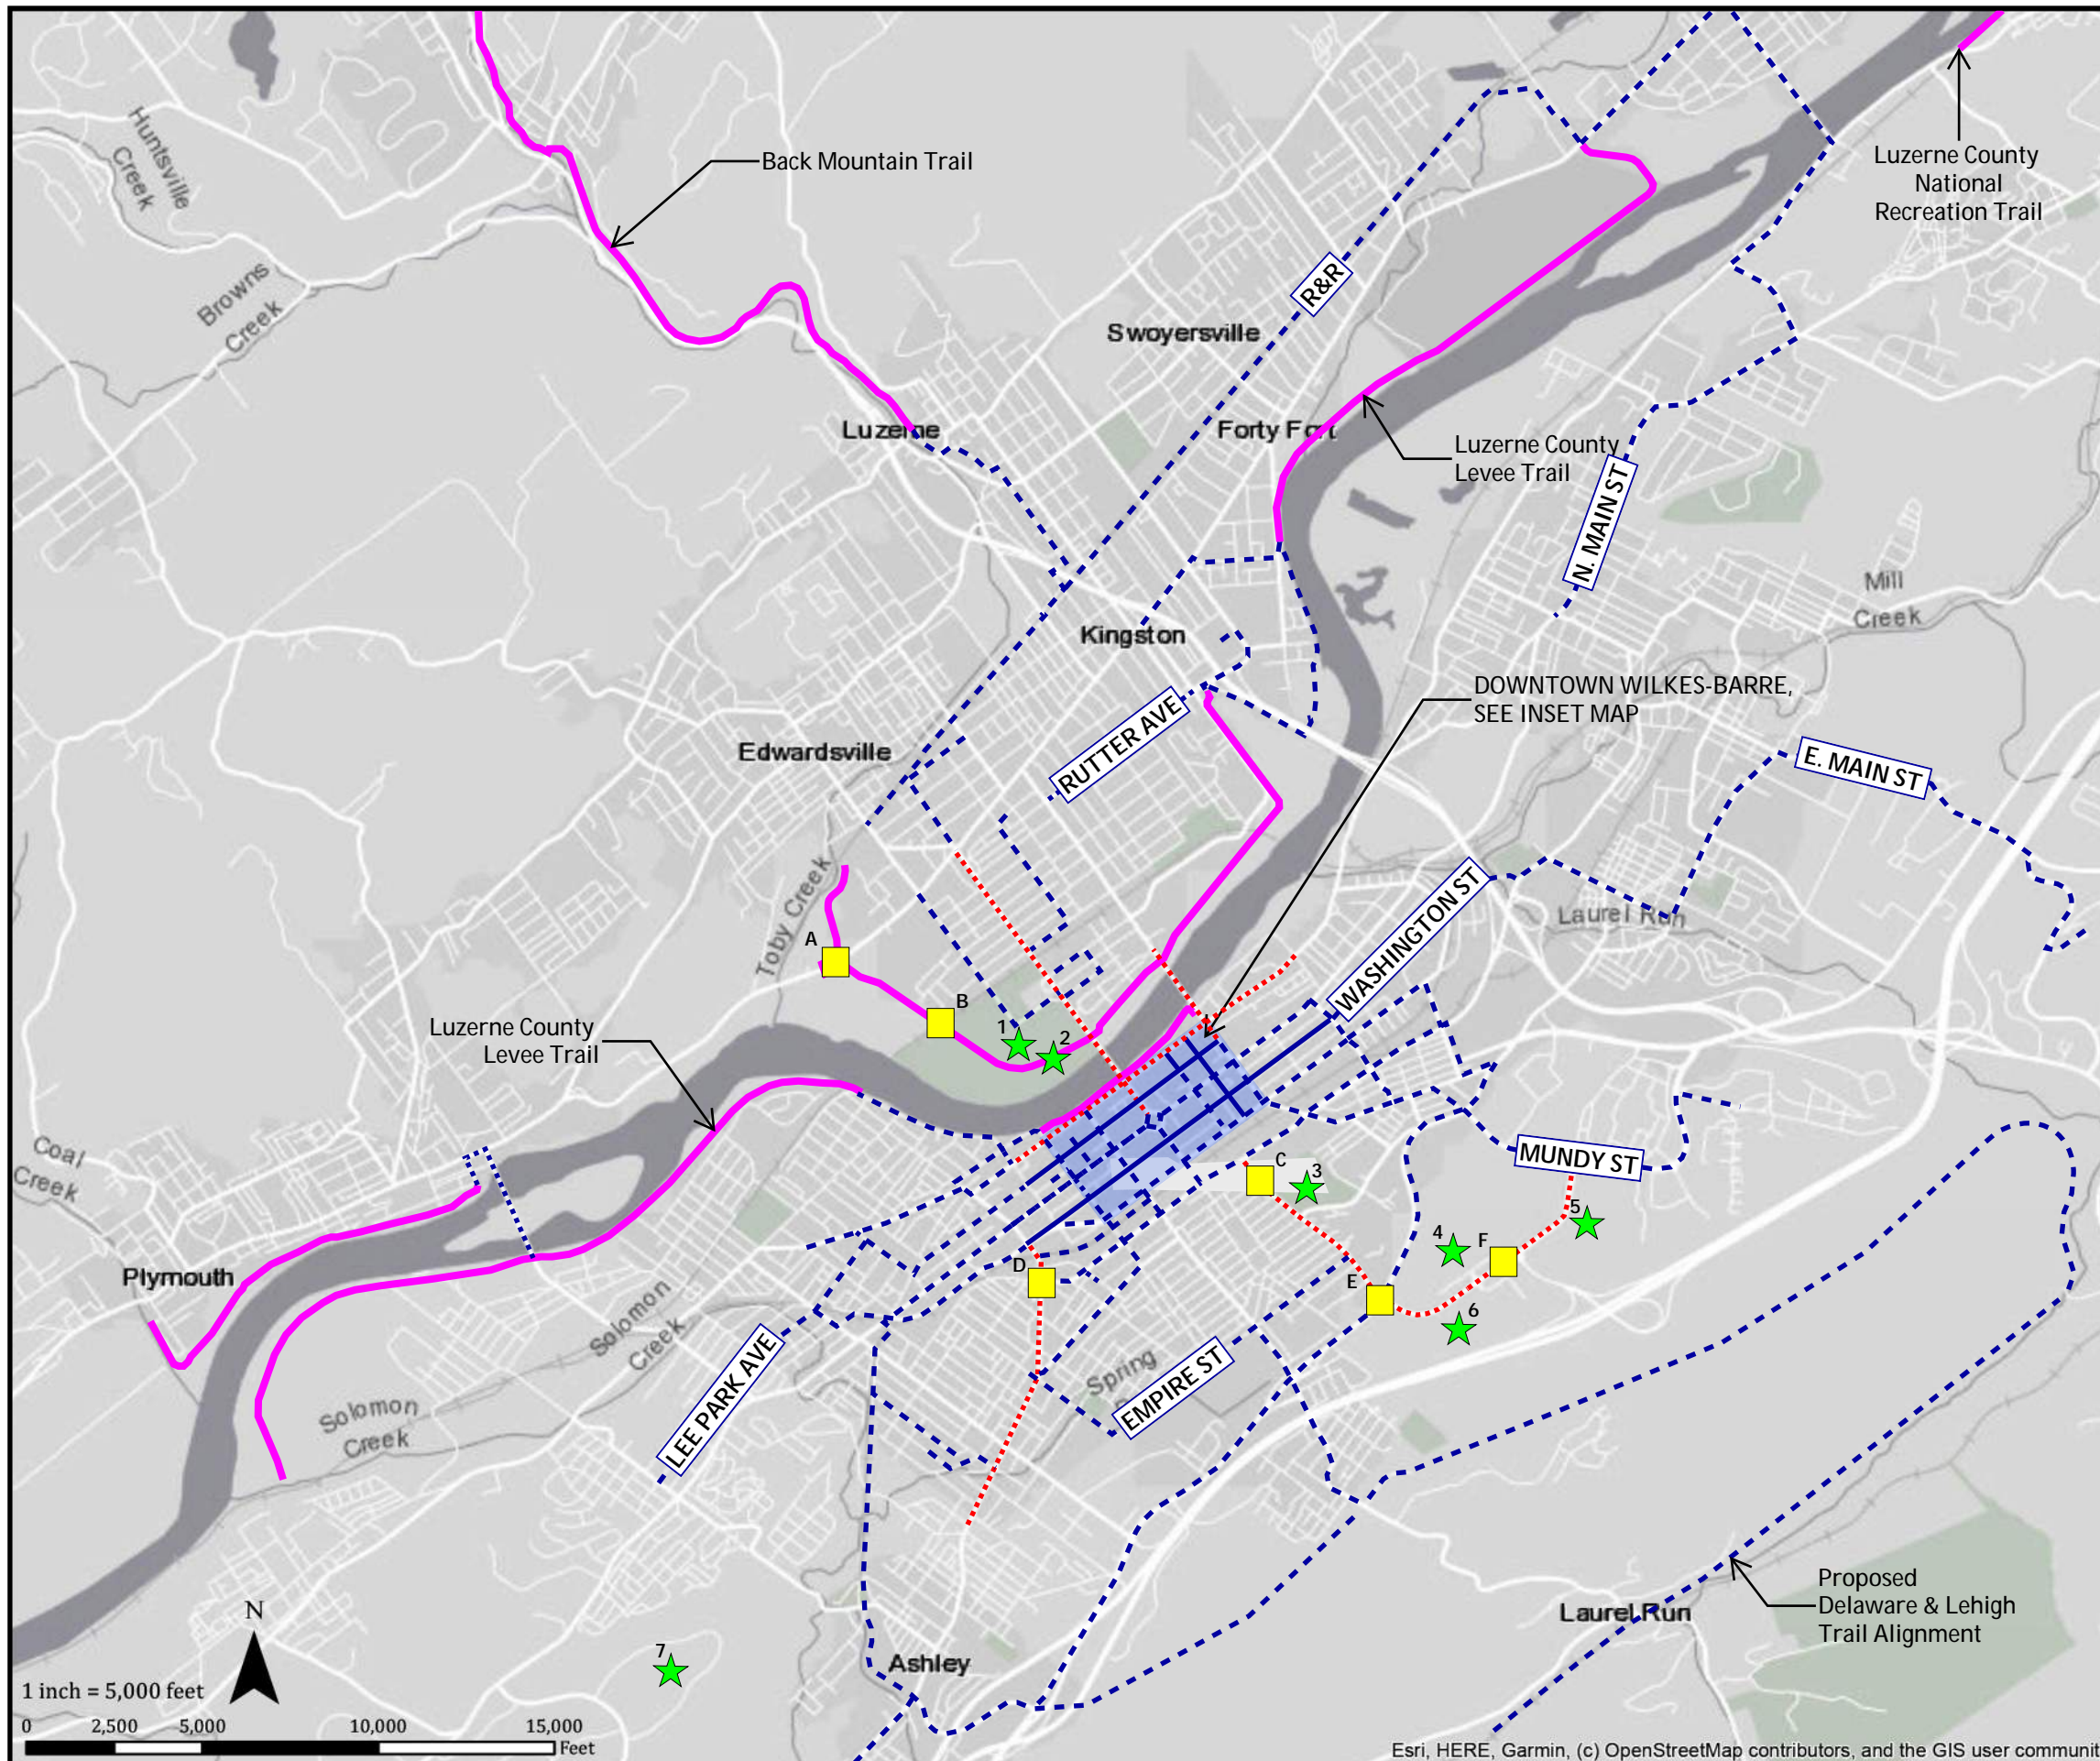 Huntsville
Creek
Back Mountain Trail
Luzerne County
National
Recreation Trail
Browns
Creek
R&R
Swoyersville
Luzerne
Forty Fort
Luzerne County
Levee Trail
N. MAIN ST
Mill
Creek
Kingston
DOWNTOWN WILKES-BARRE,
SEE INSET MAP
RUTTER AVE
Edwardsville
E. MAIN ST
Toby Creek
WASHINGTON ST
Laurel Run
A
B
1
2
Luzerne County
Levee Trail
Coal
Creek
MUNDY ST
C
3
5
4
F
D
E
6
Plymouth
Solomon
Creek
LEE PARK AVE
Spring
EMPIRE ST
Solomon
Creek
Proposed
Delaware & Lehigh
Trail Alignment
Laurel Run
N
7
Ashley
1 inch = 5,000 feet
0 2,500 5,000 10,000 15,000
Feet
Esri, HERE, Garmin, (c) OpenStreetMap contributors, and the GIS user